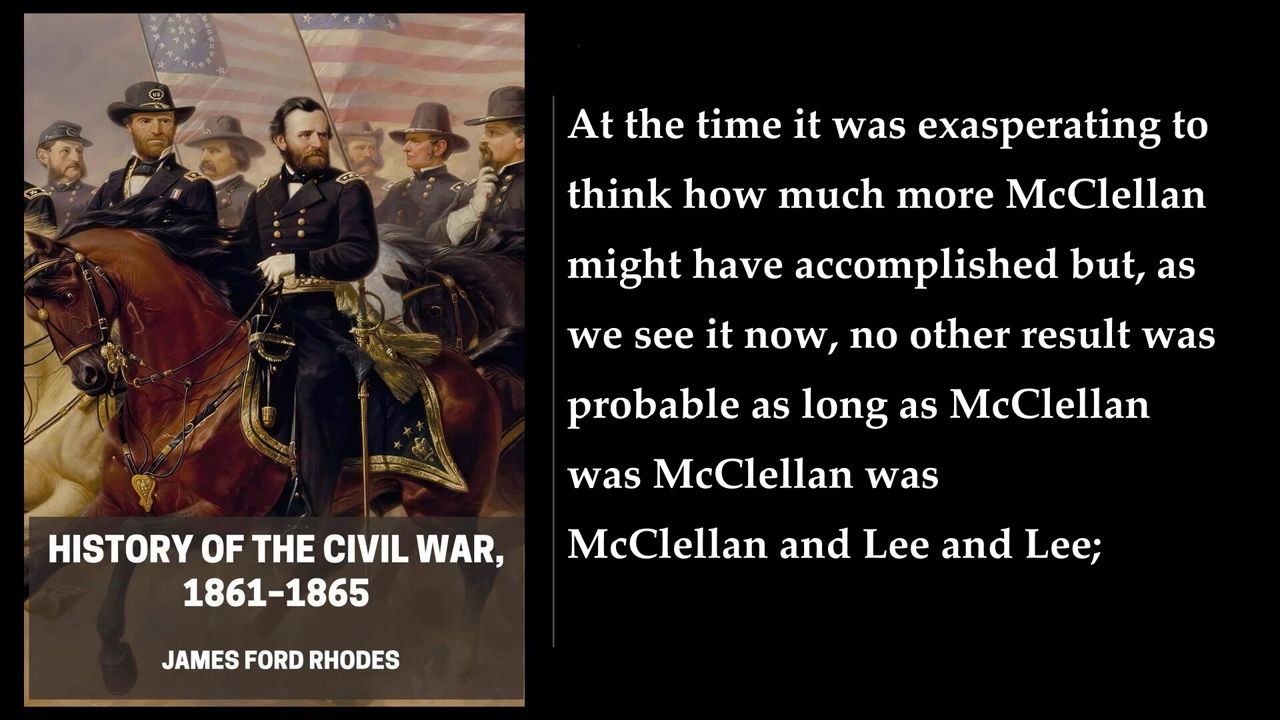 HISTORY OF THE CIVIL WAR,
1861–1865
JAMES FORD RHODES
At the time it was exasperating to
think how much more McClellan
might have accomplished but, as
we see it now, no other result was
probable as long as McClellan
was McClellan was
McClellan and Lee and Lee;